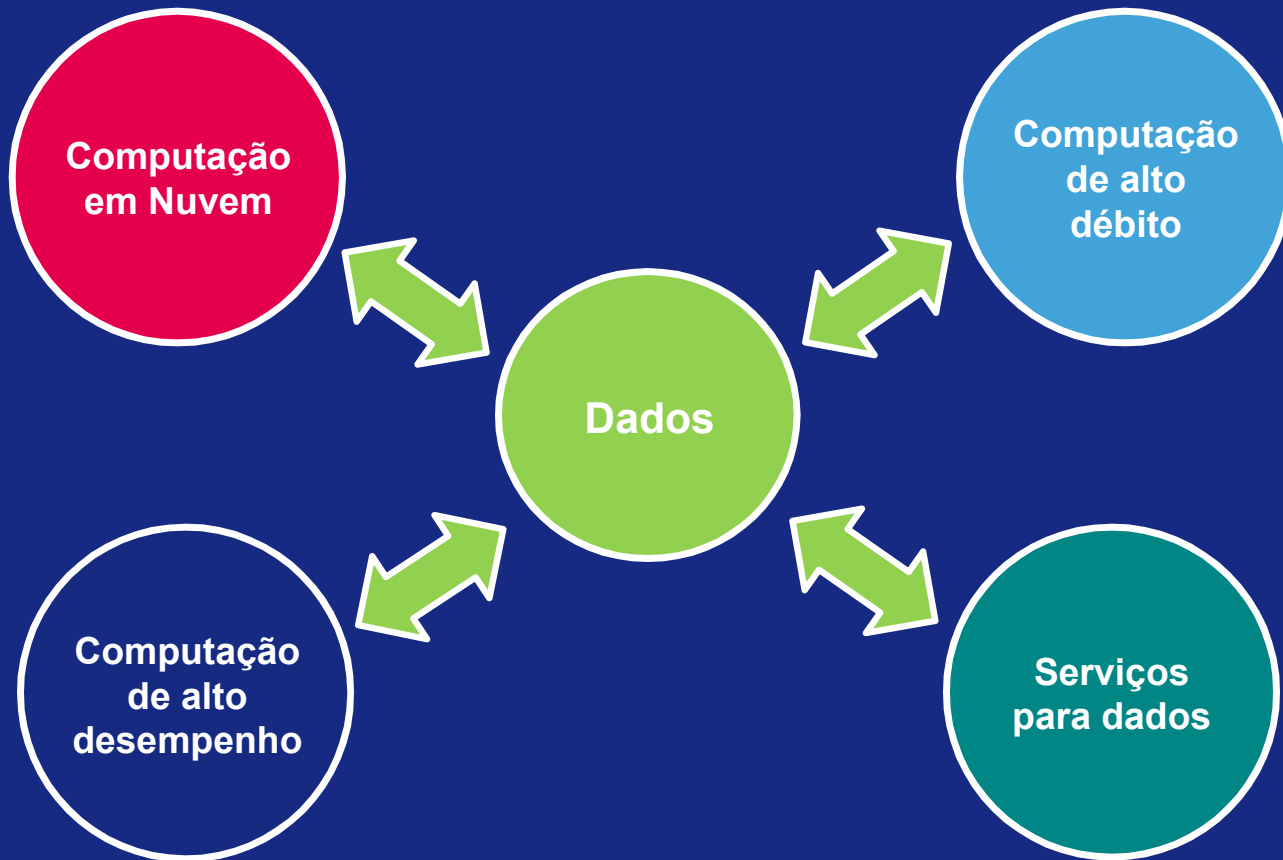 Computação
em Nuvem
Computação
de alto
débito
Dados
Computação
de alto
desempenho
Serviços
para dados